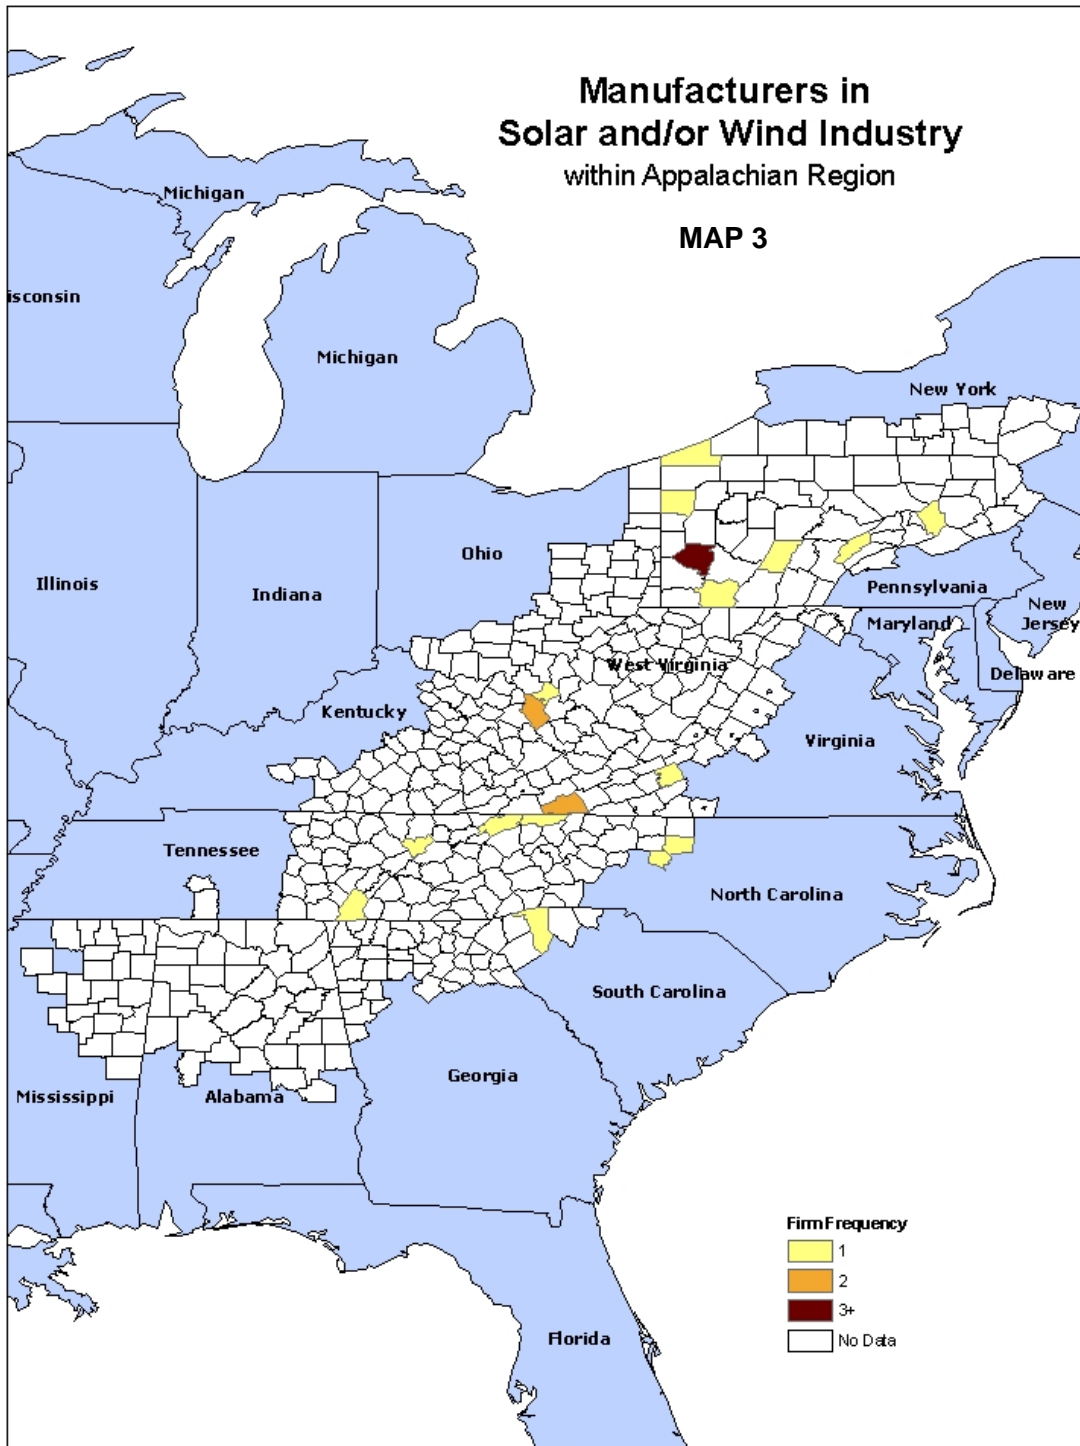 Manufacturers in
Solar and/or Wind Industry
within Appalachian Region
MAP 3
Michigan
isconsin
Michigan
New York
Ohio
Illinois
Indiana
Pennsylvania
New
Jersey
Maryland
West Virginia
Delaware
Kentucky
Virginia
Tennessee
North Carolina
South Carolina
Georgia
Mississippi
Alabama
Florida
Firm Frequency
1
2
3+
No Data